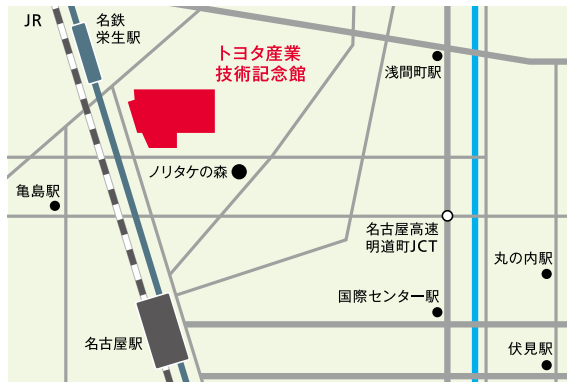 JR
名鉄
栄生駅
トヨタ産業
技術記念館
浅間町駅
ノリタケの森
亀島駅
名古屋高速
明道町JCT
丸の内駅
国際センター駅
名古屋駅
伏見駅